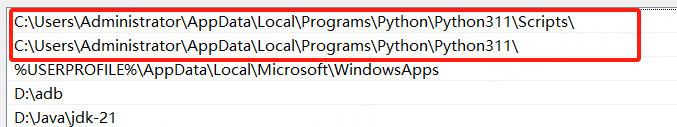 C:\Users\Administrator\AppData\Local\Programs\Python\Python311\Scripts\
C:\Users\Administrator\AppData\Local\Programs\Python\Python311\
%USERPROFILE%\AppData\Local\Microsoft\WindowsApps
D:\adb
D:\Java\jdk-21